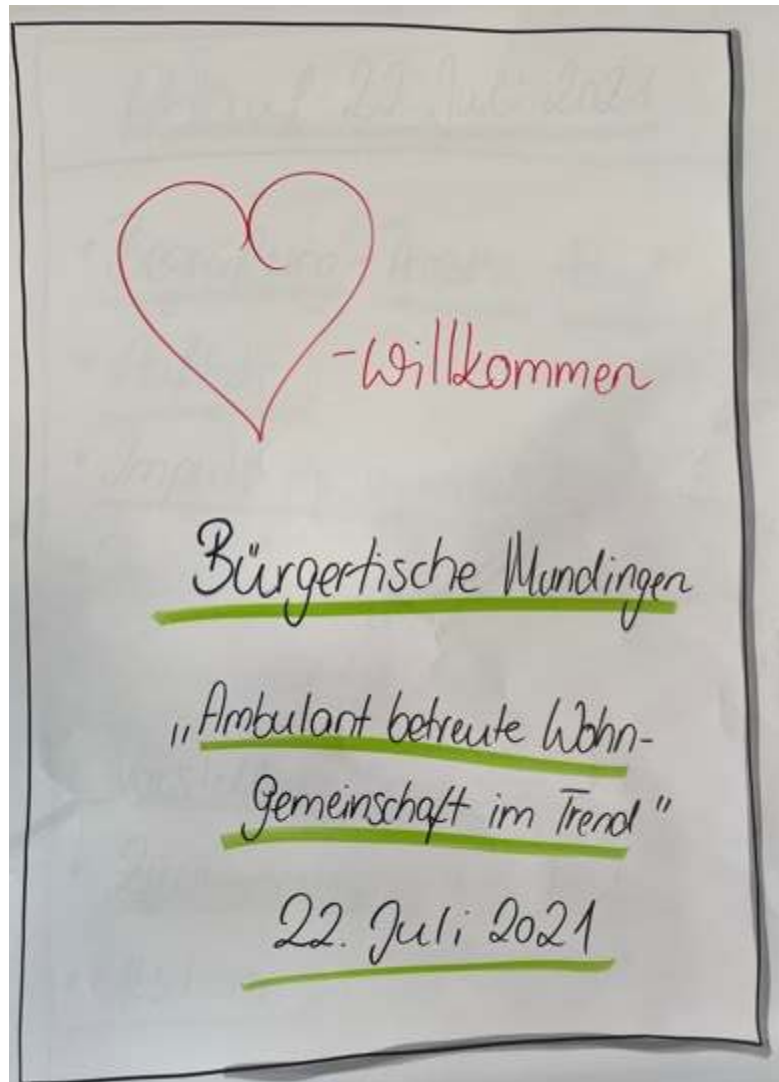 -Willkommen
Bürgertische Mundingen
„Ambulant betreute Wohn-
gemeinschaft im Trend"
22. Juli 2021